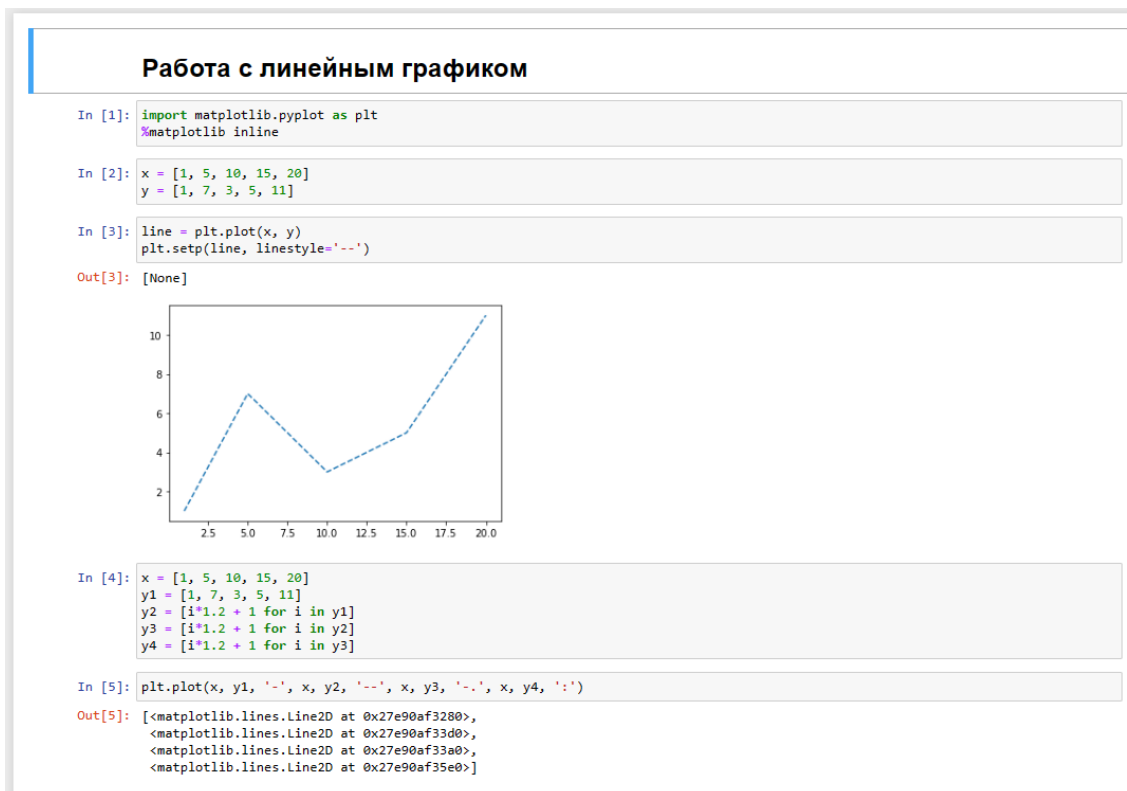 Работа с линейным графиком
In [1]: import matplotlib.pyplot as plt
%matplotlib inline
In [2]: x = [1, 5, 10, 15, 20]
y = [1, 7, 3, 5, 11]
In [3]: line = plt.plot(x, y)
plt.setp(line, linestyle='--')
Out[3]: [None]
10
8
6
4
2
2.5 5.0 7.5 10.0 12.5 15.0 17.5 20.0
In [4]: x = [1, 5, 10, 15, 20]
y1 = [1, 7, 3, 5, 11]
y2 = [i*1.2 + 1 for i in y1]
y3 = [i*1.2 + 1 for i in y2]
y4 = [i*1.2 + 1 for i in y3]
In [5]: plt.plot(x, y1, '-', x, y2, '--', x, y3, '-.', x, y4, ':')
Out[5]: [<matplotlib.lines.Line2D at 0x27e90af3280>,
<matplotlib.lines.Line2D at 0x27e90af33d0>,
<matplotlib.lines.Line2D at 0x27e90af33a0>,
<matplotlib.lines.Line2D at 0x27e90af35e0>]